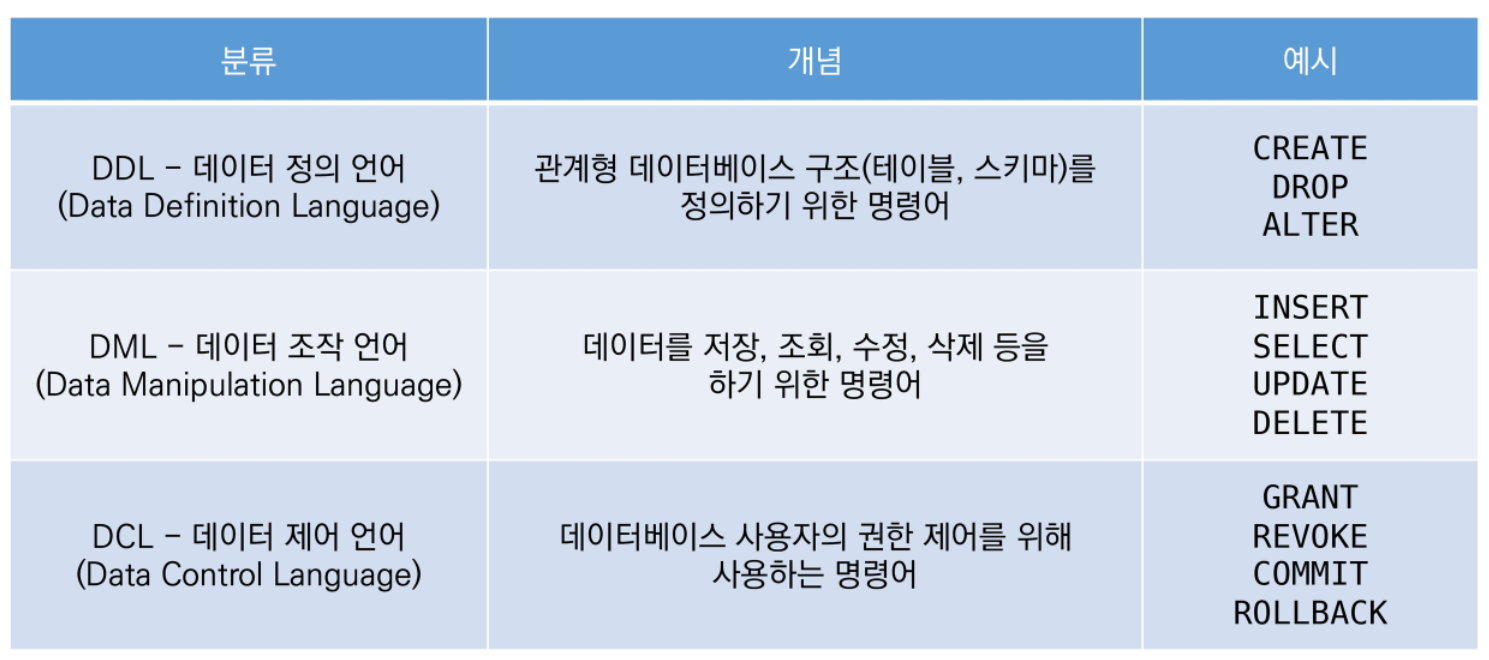 분류
개념
예시
DDL - 데이터 정의 언어
(Data Definition Language)
관계형 데이터베이스 구조(테이블, 스키마)를
정의하기 위한 명령어
CREATE
DROP
ALTER
DML - 데이터 조작 언어
(Data Manipulation Language)
데이터를 저장, 조회, 수정, 삭제 등을
하기 위한 명령어
INSERT
SELECT
UPDATE
DELETE
DCL - 데이터 제어 언어
(Data Control Language)
데이터베이스 사용자의 권한 제어를 위해
사용하는 명령어
GRANT
REVOKE
COMMIT
ROLLBACK